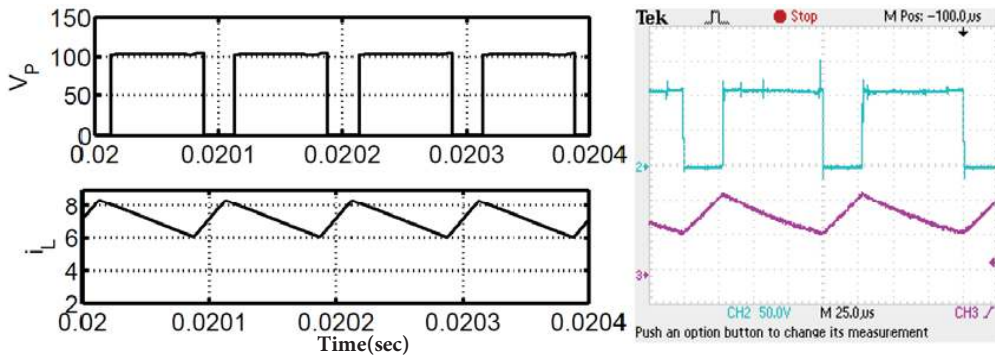 150
100
50
0
V_P
0.02 0.0201 0.0202 0.0203 0.0204
8
6
4
2
i_L
0.02 0.0201 0.0202 0.0203 0.0204
Time(sec)
Tek Stop M Pos: -100.0µs
2
3
CH2 50.0V M 25.0µs CH3
Push an option button to change its measurement